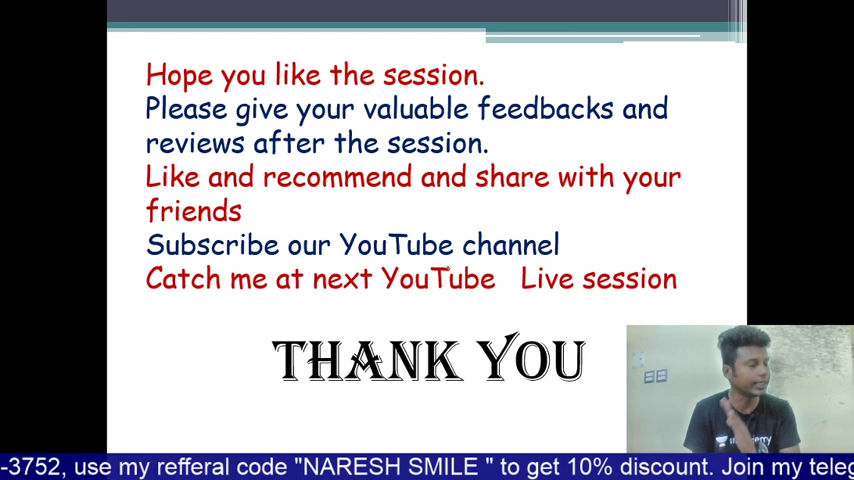 Hope you like the session.
Please give your valuable feedbacks and
reviews after the session.
Like and recommend and share with your
friends
Subscribe our YouTube channel
Catch me at next YouTube Live session
THANK YOU
-3752, use my refferal code "NARESH SMILE " to get 10% discount. Join my teleg